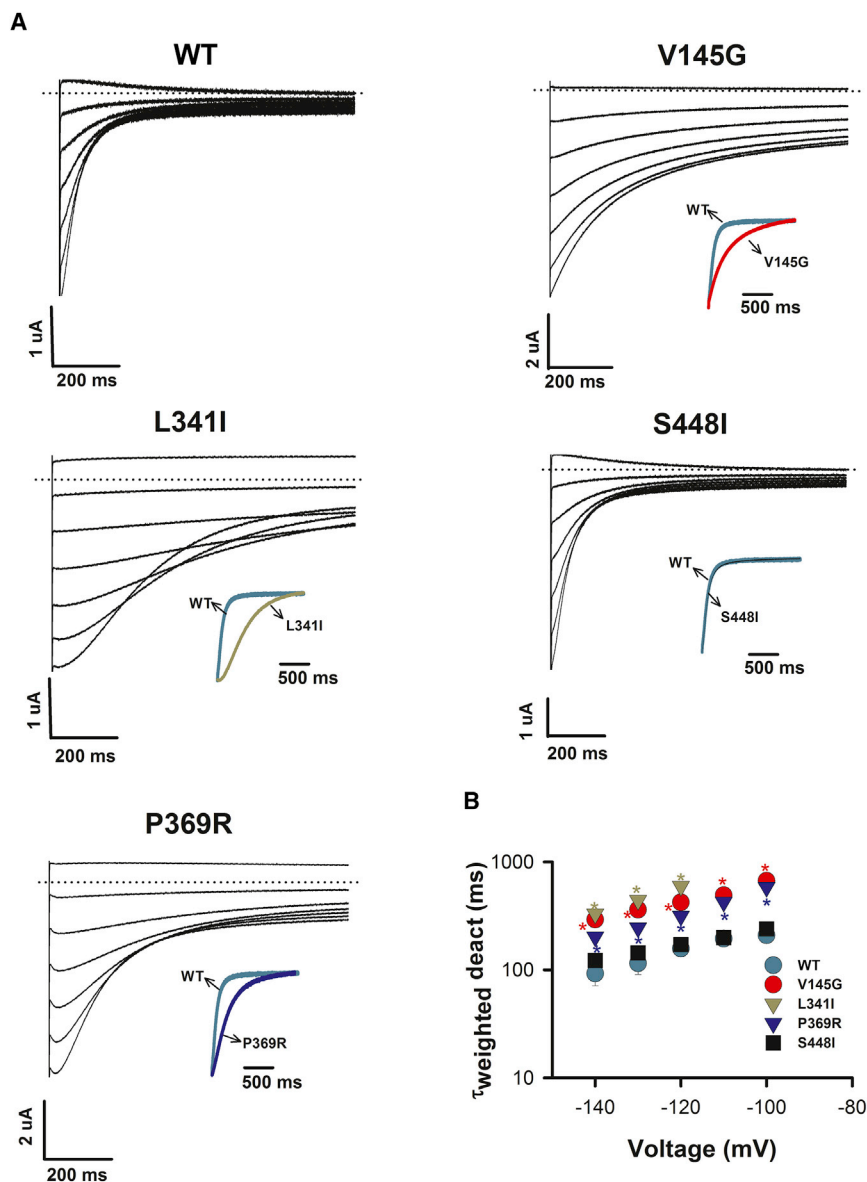 A
WT
1 uA
200 ms
V145G
WT
V145G
500 ms
2 uA
200 ms
L341I
WT
L341I
500 ms
1 uA
200 ms
S448I
WT
S448I
500 ms
1 uA
200 ms
P369R
WT
P369R
500 ms
2 uA
200 ms
B
τweighted deact (ms)
1000
100
10
* * * * *
* * *
* * * * *
WT
V145G
L341I
P369R
S448I
-140 -120 -100 -80
Voltage (mV)